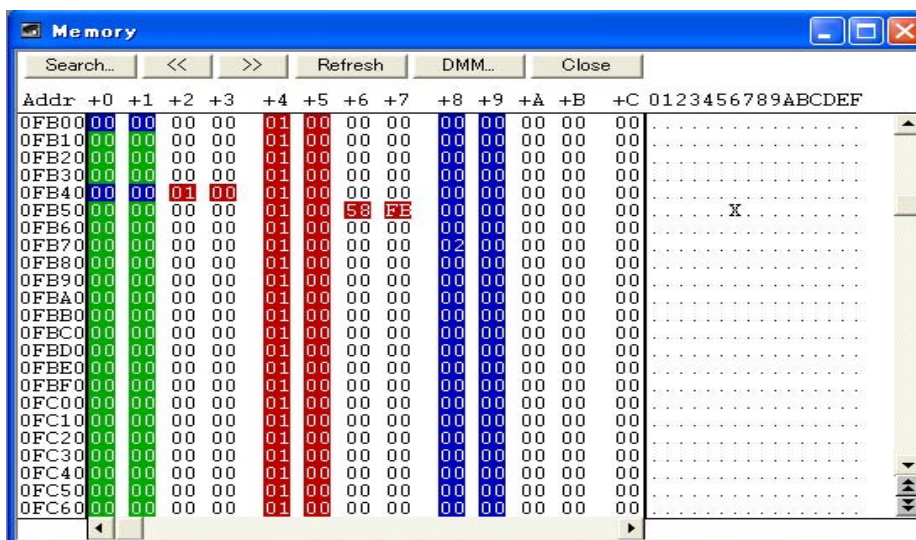 Memory
Search... << >> Refresh DMM... Close
Addr +0 +1 +2 +3 +4 +5 +6 +7 +8 +9 +A +B +C 0123456789ABCDEF
0FB00 00 00 00 00 01 00 00 00 00 00 00 00 00 ................
0FB10 00 00 00 00 01 00 00 00 00 00 00 00 00 ................
0FB20 00 00 00 00 01 00 00 00 00 00 00 00 00 ................
0FB30 00 00 00 00 01 00 00 00 00 00 00 00 00 ................
0FB40 00 00 01 00 01 00 00 00 00 00 00 00 00 ................
0FB50 00 00 00 00 01 00 58 FB 00 00 00 00 00 ......X.........
0FB60 00 00 00 00 01 00 00 00 00 00 00 00 00 ................
0FB70 00 00 00 00 01 00 00 00 02 00 00 00 00 ................
0FB80 00 00 00 00 01 00 00 00 00 00 00 00 00 ................
0FB90 00 00 00 00 01 00 00 00 00 00 00 00 00 ................
0FBA0 00 00 00 00 01 00 00 00 00 00 00 00 00 ................
0FBB0 00 00 00 00 01 00 00 00 00 00 00 00 00 ................
0FBC0 00 00 00 00 01 00 00 00 00 00 00 00 00 ................
0FBD0 00 00 00 00 01 00 00 00 00 00 00 00 00 ................
0FBE0 00 00 00 00 01 00 00 00 00 00 00 00 00 ................
0FBF0 00 00 00 00 01 00 00 00 00 00 00 00 00 ................
0FC00 00 00 00 00 01 00 00 00 00 00 00 00 00 ................
0FC10 00 00 00 00 01 00 00 00 00 00 00 00 00 ................
0FC20 00 00 00 00 01 00 00 00 00 00 00 00 00 ................
0FC30 00 00 00 00 01 00 00 00 00 00 00 00 00 ................
0FC40 00 00 00 00 01 00 00 00 00 00 00 00 00 ................
0FC50 00 00 00 00 01 00 00 00 00 00 00 00 00 ................
0FC60 00 00 00 00 01 00 00 00 00 00 00 00 00 ................